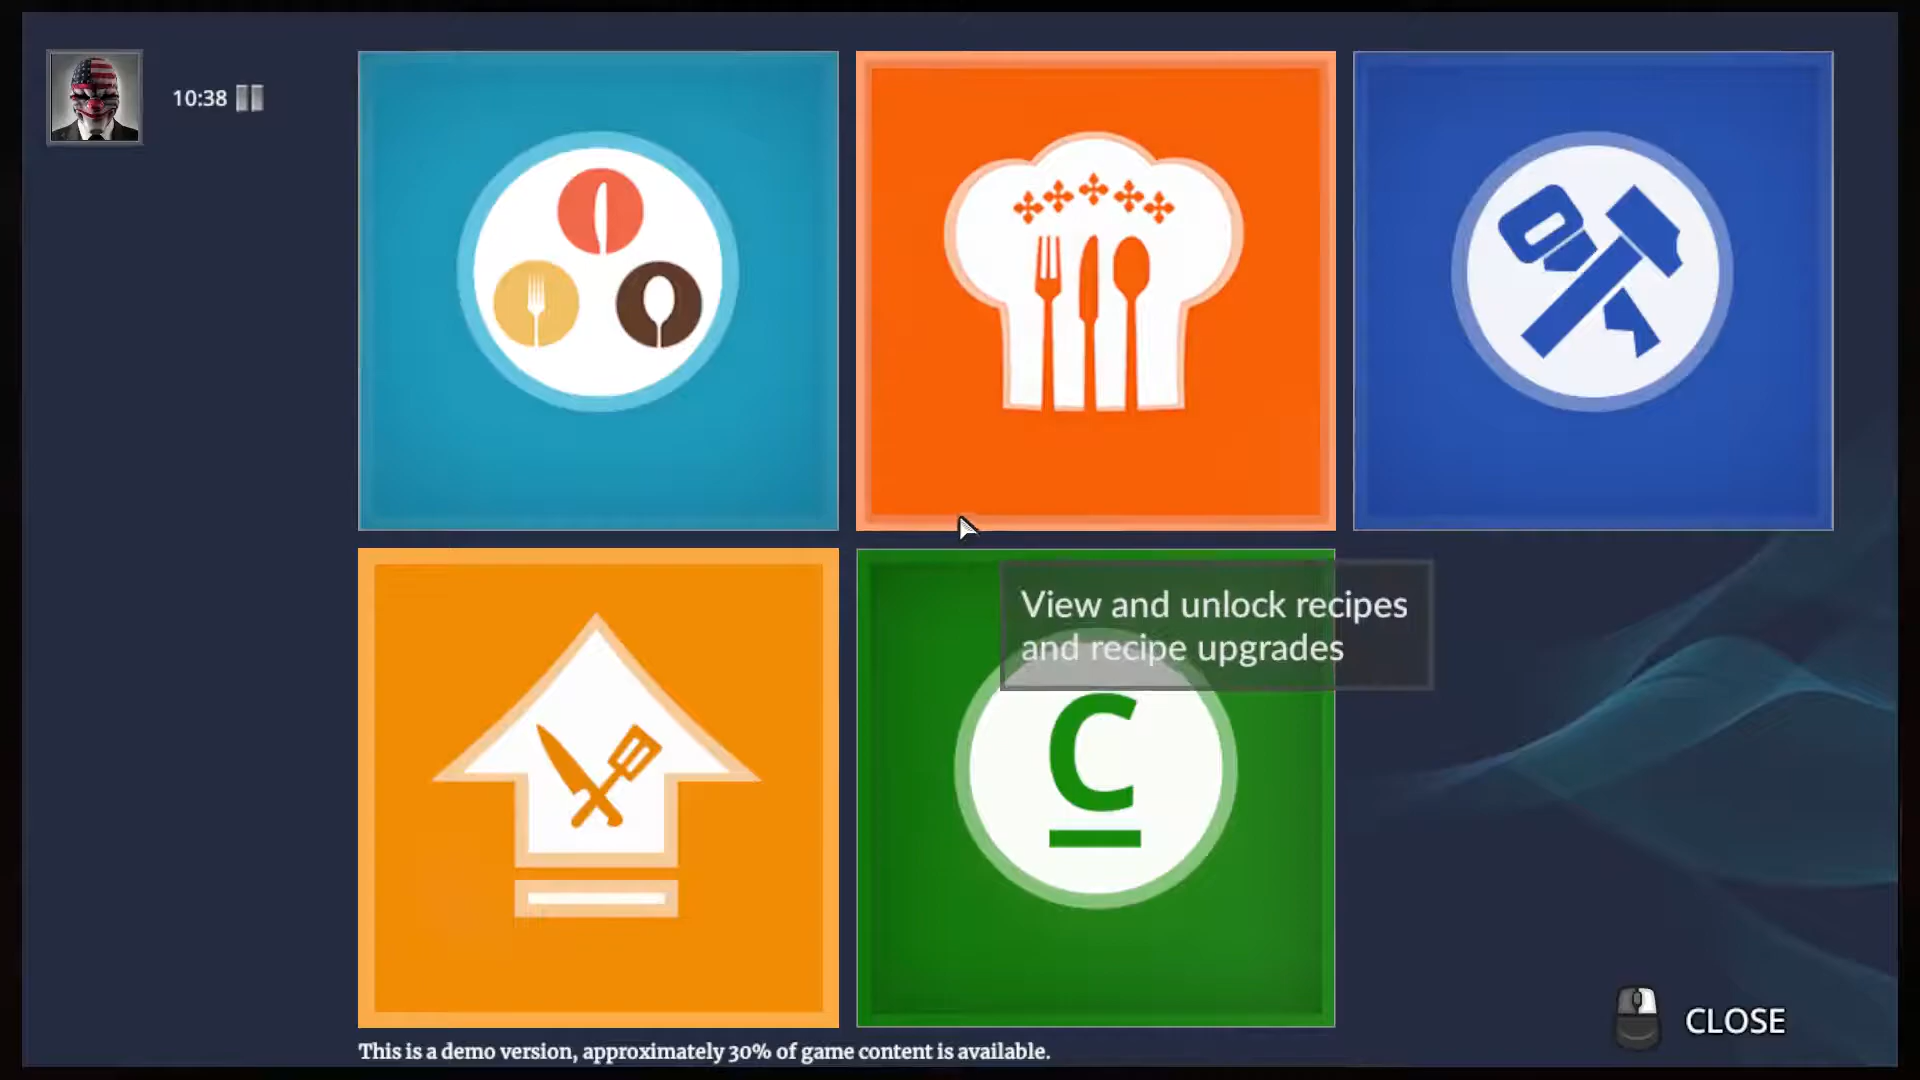 10:38
View and unlock recipes
and recipe upgrades
C
CLOSE
This is a demo version, approximately 30% of game content is available.